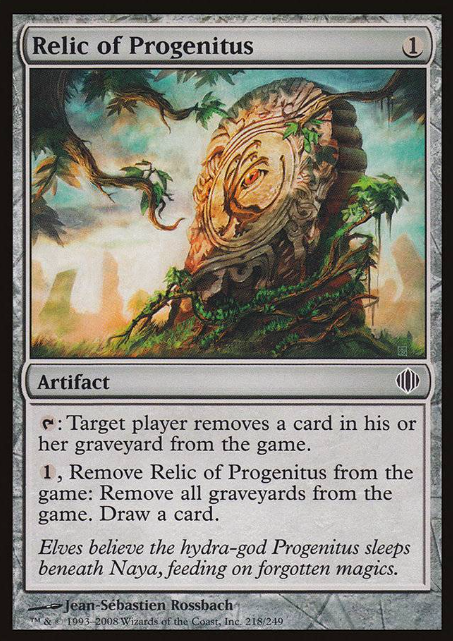 Relic of Progenitus 1
Artifact
: Target player removes a card in his or
her graveyard from the game.
1, Remove Relic of Progenitus from the
game: Remove all graveyards from the
game. Draw a card.
Elves believe the hydra-god Progenitus sleeps
beneath Naya, feeding on forgotten magics.
Jean-Sébastien Rossbach
™ & © 1993–2008 Wizards of the Coast, Inc. 218/249